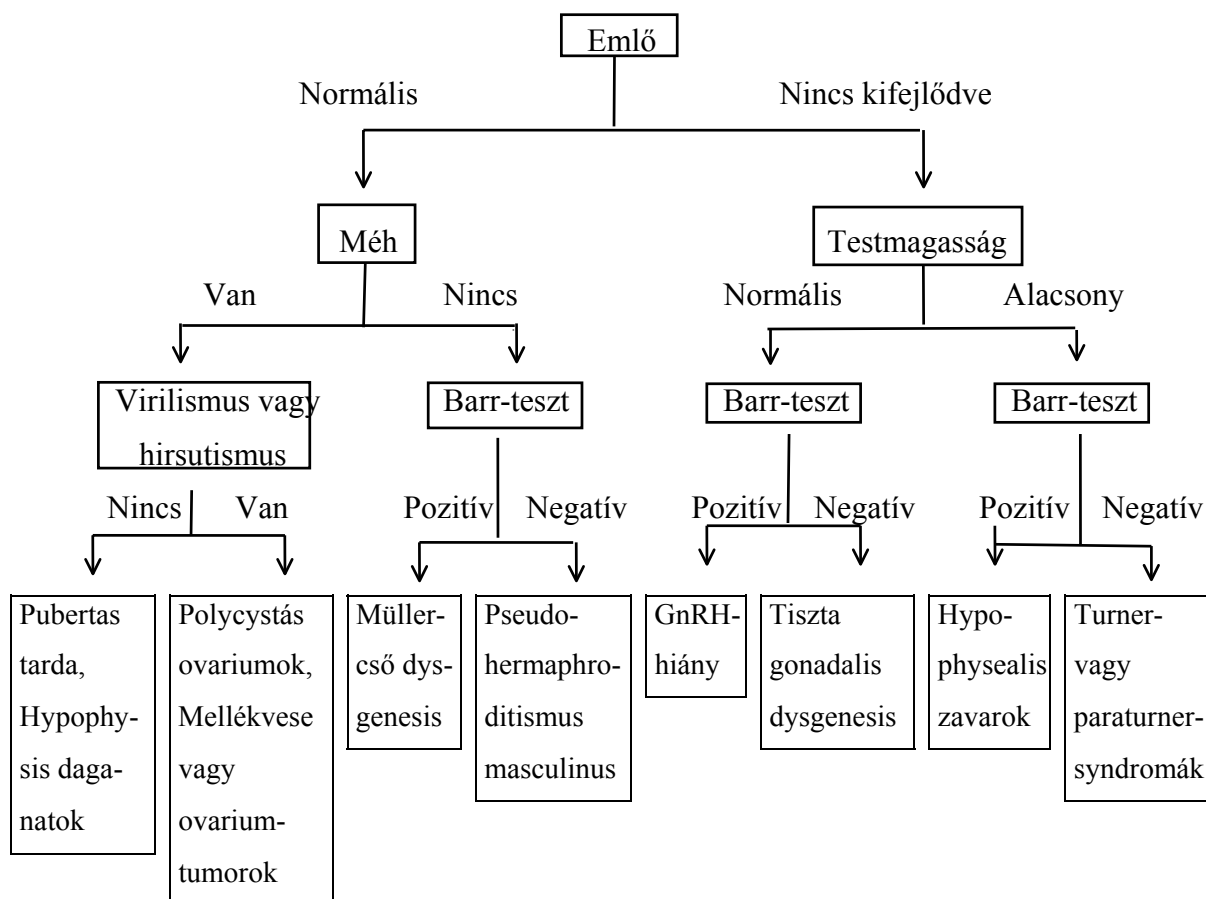 Emlő
Normális
Nincs kifejlődve
Méh
Testmagasság
Van
Nincs
Normális
Alacsony
Virilismus vagy
hirsutismus
Barr-teszt
Barr-teszt
Barr-teszt
Nincs
Van
Pozitív
Negatív
Pozitív
Negatív
Pozitív
Negatív
Pubertas
tarda,
Hypophy-
sis daga-
natok
Polycystás
ovariumok,
Mellékvese
vagy
ovarium-
tumorok
Müller-
cső dys-
genesis
Pseudo-
hermaphro-
ditismus
masculinus
GnRH-
hiány
Tiszta
gonadalis
dysgenesis
Hypo-
physealis
zavarok
Turner-
vagy
paraturner-
syndromák